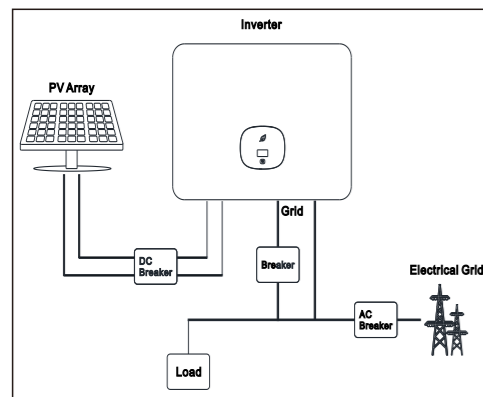 Inverter
PV Array
Grid
DC
Breaker
Breaker
Electrical Grid
AC
Breaker
Load